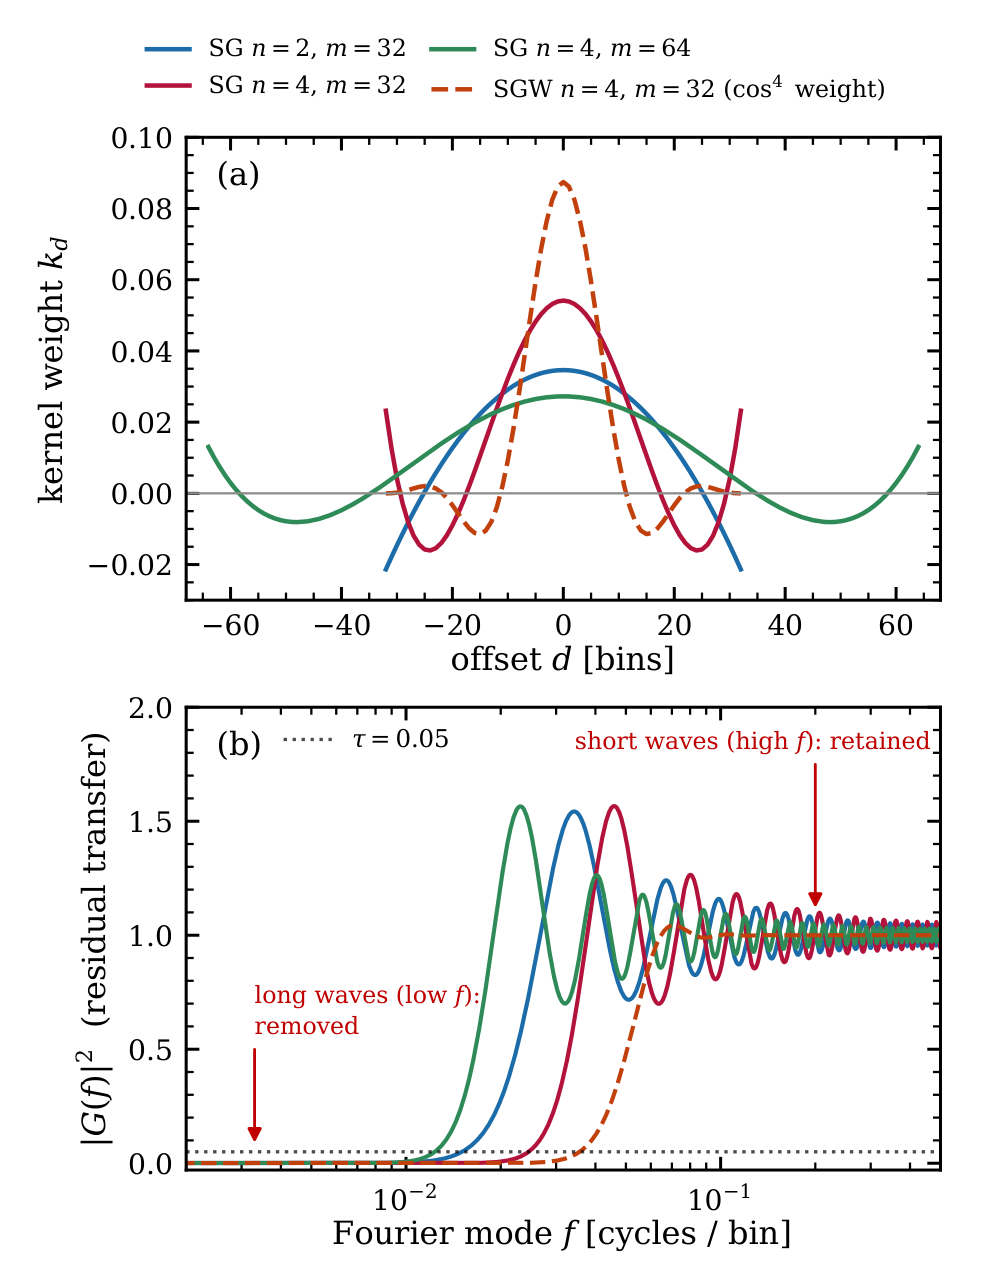 SG n = 2, m = 32
SG n = 4, m = 64
SG n = 4, m = 32
SGW n = 4, m = 32 (cos⁴ weight)
(a)
0.10
0.08
0.06
0.04
0.02
0.00
−0.02
kernel weight k_d
−60 −40 −20 0 20 40 60
offset d [bins]
(b)
τ = 0.05
short waves (high f): retained
long waves (low f):
removed
2.0
1.5
1.0
0.5
0.0
|G(f)|² (residual transfer)
10⁻² 10⁻¹
Fourier mode f [cycles / bin]